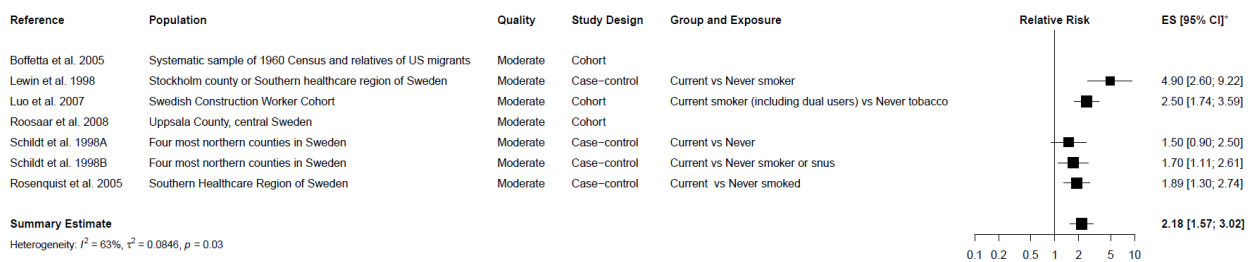 Reference Population Quality Study Design Group and Exposure Relative Risk ES [95% CI]*
Boffetta et al. 2005 Systematic sample of 1960 Census and relatives of US migrants Moderate Cohort
Lewin et al. 1998 Stockholm county or Southern healthcare region of Sweden Moderate Case−control Current vs Never smoker 4.90 [2.60; 9.22]
Luo et al. 2007 Swedish Construction Worker Cohort Moderate Cohort Current smoker (including dual users) vs Never tobacco 2.50 [1.74; 3.59]
Roosaar et al. 2008 Uppsala County, central Sweden Moderate Cohort
Schildt et al. 1998A Four most northern counties in Sweden Moderate Case−control Current vs Never 1.50 [0.90; 2.50]
Schildt et al. 1998B Four most northern counties in Sweden Moderate Case−control Current vs Never smoker or snus 1.70 [1.11; 2.61]
Rosenquist et al. 2005 Southern Healthcare Region of Sweden Moderate Case−control Current vs Never smoked 1.89 [1.30; 2.74]
Summary Estimate 2.18 [1.57; 3.02]
Heterogeneity: I² = 63%, τ² = 0.0846, p = 0.03
0.1 0.2 0.5 1 2 5 10